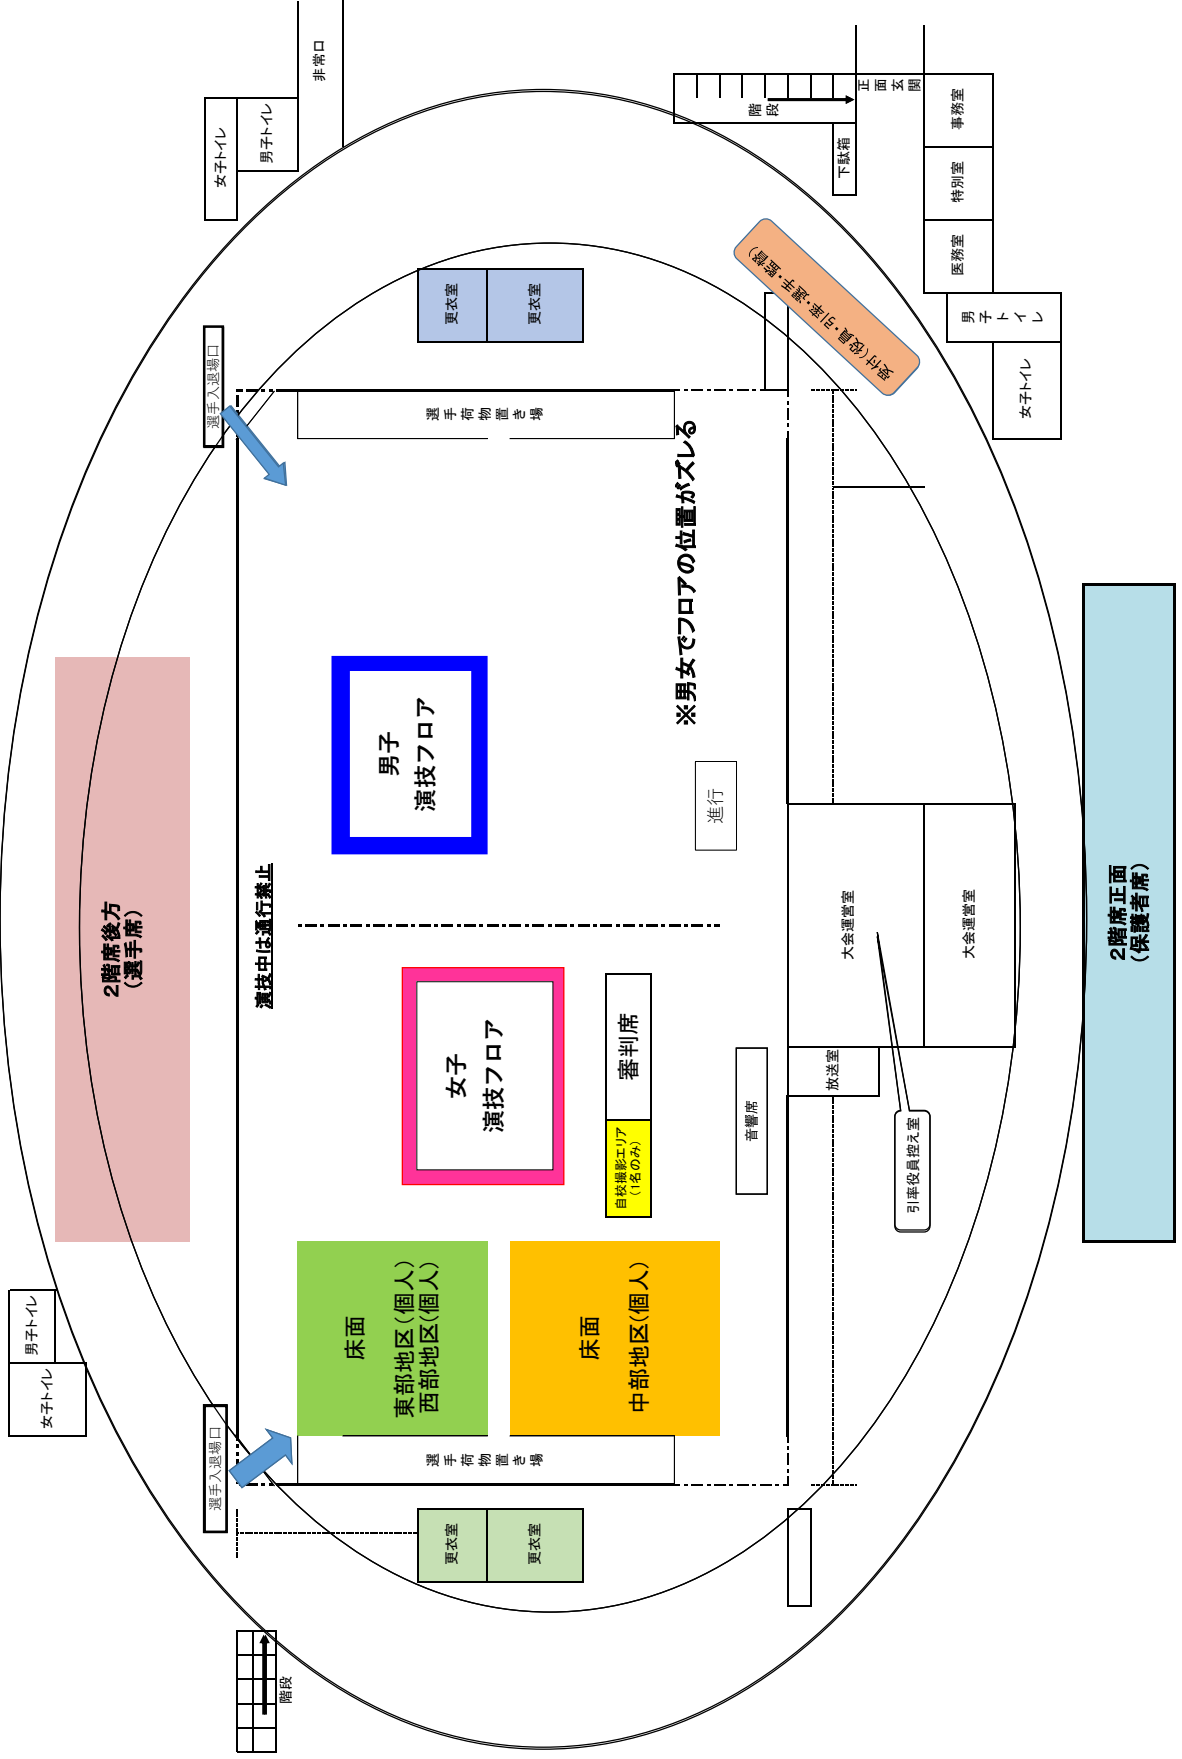 非常口
女子トイレ
男子トイレ
階段
正面玄関
下駄箱
事務室
特別室
医務室
男子トイレ
女子トイレ
受付(役員・引率・選手・監督)
更衣室
更衣室
選手入退場口
選手荷物置き場
※男女でフロアの位置がズレる
男子
演技フロア
進行
2階席後方
(選手席)
演技中は通行禁止
大会運営室
大会運営室
2階席正面
(保護者席)
女子
演技フロア
審判席
自校撮影エリア
(1名のみ)
音響席
放送室
引率役員控え室
床面
東部地区(個人)
西部地区(個人)
床面
中部地区(個人)
男子トイレ
女子トイレ
選手入退場口
選手荷物置き場
更衣室
更衣室
階段